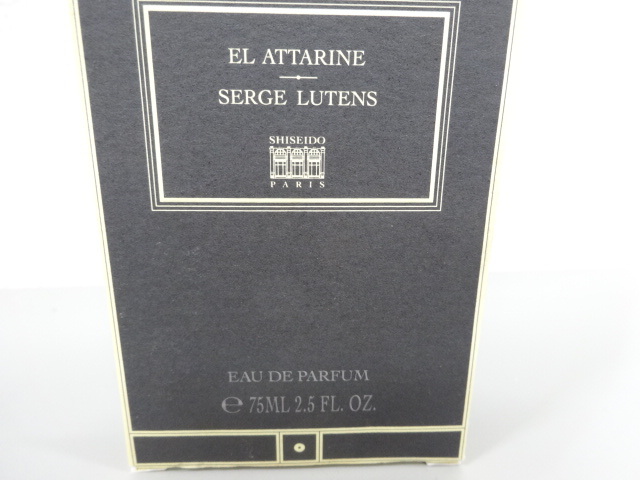 EL ATTARINE
SERGE LUTENS
SHISEIDO
PARIS
EAU DE PARFUM
℮ 75ML 2.5 FL. OZ.